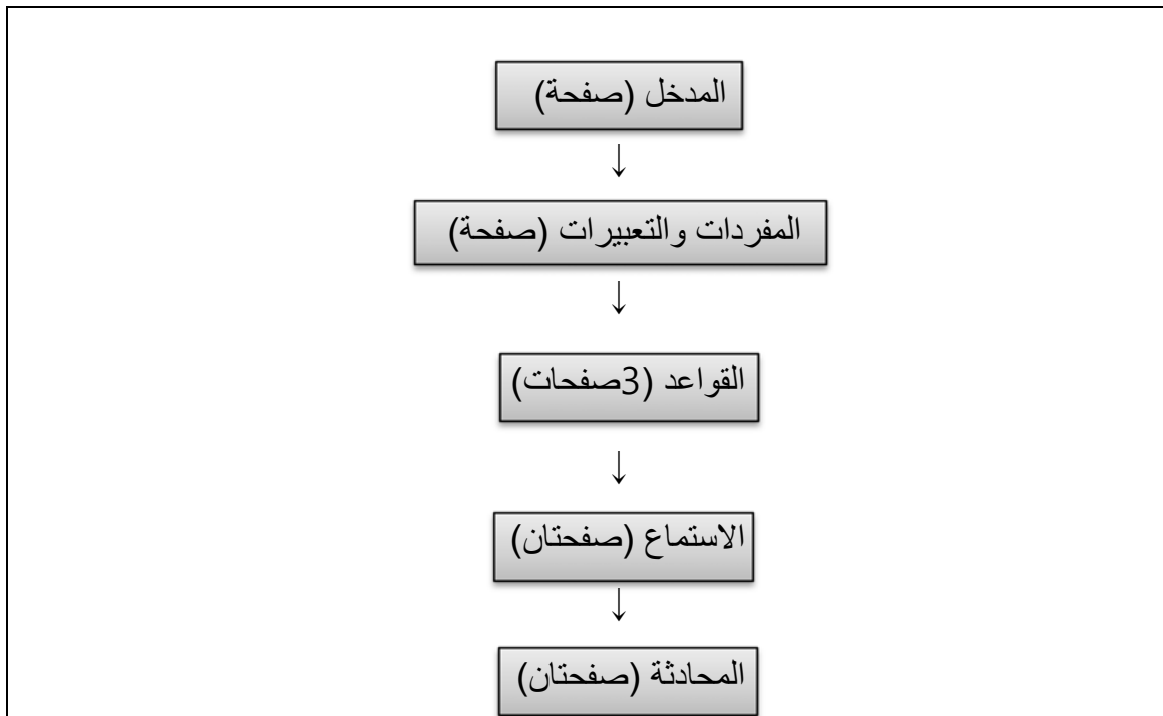 المدخل (صفحة)
↓
المفردات والتعبيرات (صفحة)
↓
القواعد (3صفحات)
↓
الاستماع (صفحتان)
↓
المحادثة (صفحتان)